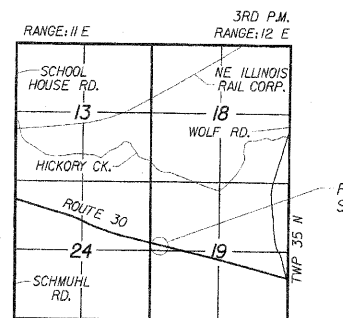 3RD P.M.
RANGE: 11 E
RANGE: 12 E
SCHOOL
HOUSE RD.
NE ILLINOIS
RAIL CORP.
13
18
WOLF RD.
HICKORY CK.
ROUTE 30
24
19
TWP 35 N
SCHMUHL
RD.